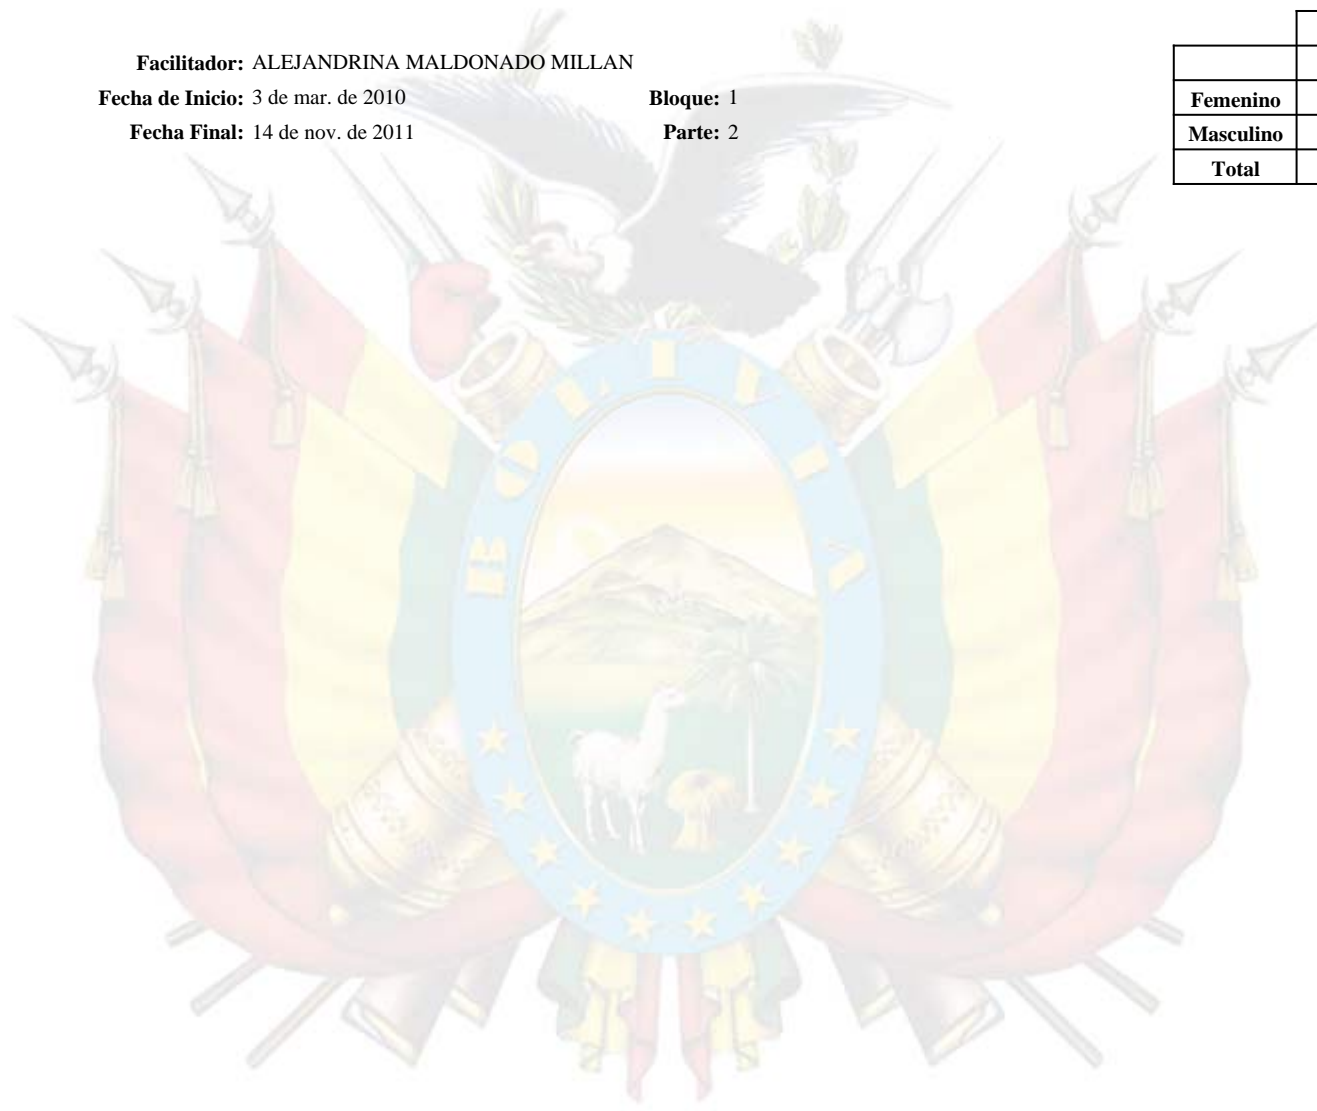 Facilitador: ALEJANDRINA MALDONADO MILLAN
Fecha de Inicio: 3 de mar. de 2010 Bloque: 1
Fecha Final: 14 de nov. de 2011 Parte: 2
Femenino
Masculino
Total
BOLIVIA